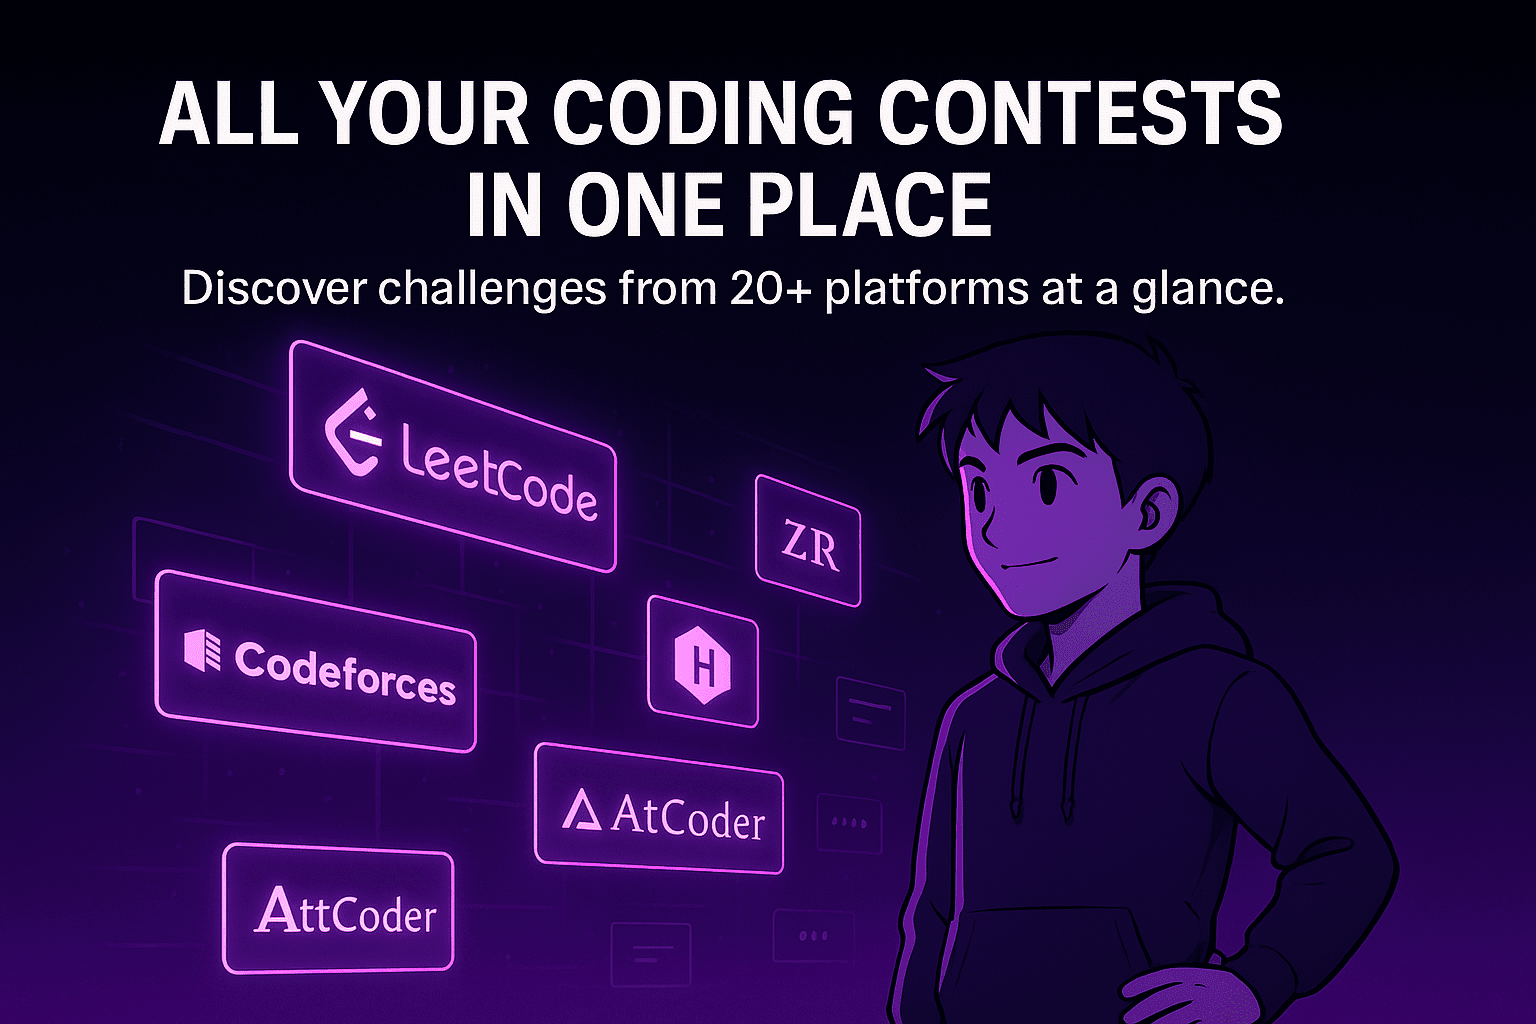 ALL YOUR CODING CONTESTS
IN ONE PLACE
Discover challenges from 20+ platforms at a glance.
LeetCode
ZR
Codeforces
H
AtCoder
AttCoder